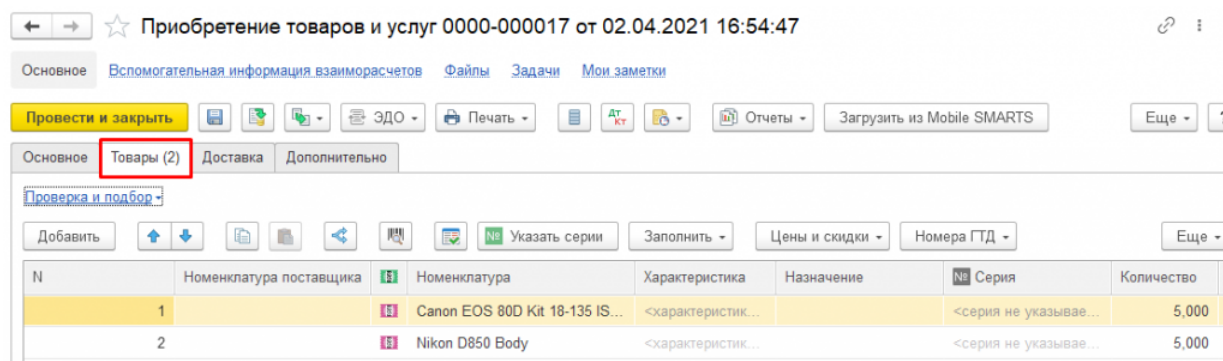 Приобретение товаров и услуг 0000-000017 от 02.04.2021 16:54:47
Основное Вспомогательная информация взаиморасчетов Файлы Задачи Мои заметки
Провести и закрыть ЭДО Печать Дт Кт Отчеты Загрузить из Mobile SMARTS Еще
Основное Товары (2) Доставка Дополнительно
Проверка и подбор
Добавить № Указать серии Заполнить Цены и скидки Номера ГТД Еще
N Номенклатура поставщика Номенклатура Характеристика Назначение № Серия Количество
1 Canon EOS 80D Kit 18-135 IS... <характеристик... <серия не указывае... 5,000
2 Nikon D850 Body <характеристик... <серия не указывае... 5,000